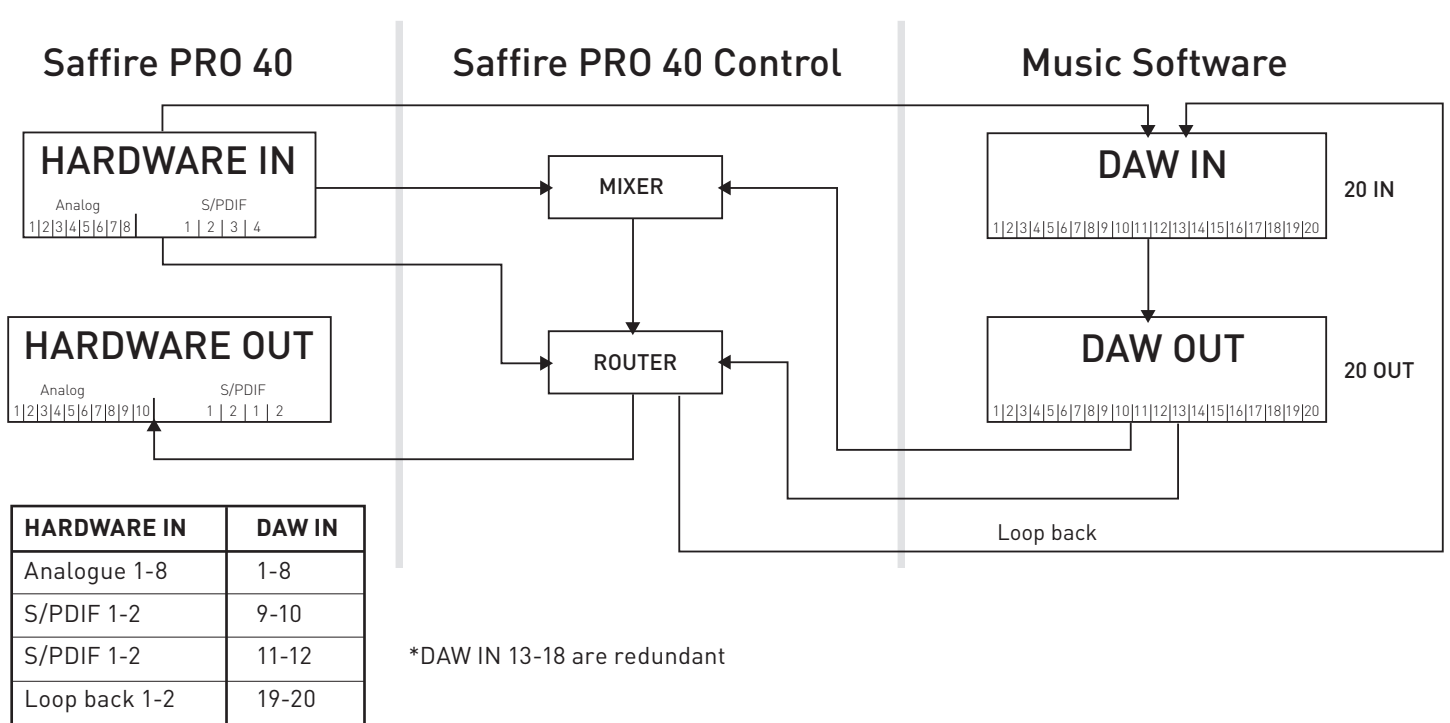 Saffire PRO 40
Saffire PRO 40 Control
Music Software
HARDWARE IN
Analog
S/PDIF
1|2|3|4|5|6|7|8|
1 | 2 | 3 | 4
MIXER
DAW IN
1|2|3|4|5|6|7|8|9|10|11|12|13|14|15|16|17|18|19|20
20 IN
HARDWARE OUT
Analog
S/PDIF
1|2|3|4|5|6|7|8|9|10|
1 | 2 | 1 | 2
ROUTER
DAW OUT
1|2|3|4|5|6|7|8|9|10|11|12|13|14|15|16|17|18|19|20
20 OUT
Loop back
HARDWARE IN DAW IN
Analogue 1-8 1-8
S/PDIF 1-2 9-10
S/PDIF 1-2 11-12
Loop back 1-2 19-20
*DAW IN 13-18 are redundant